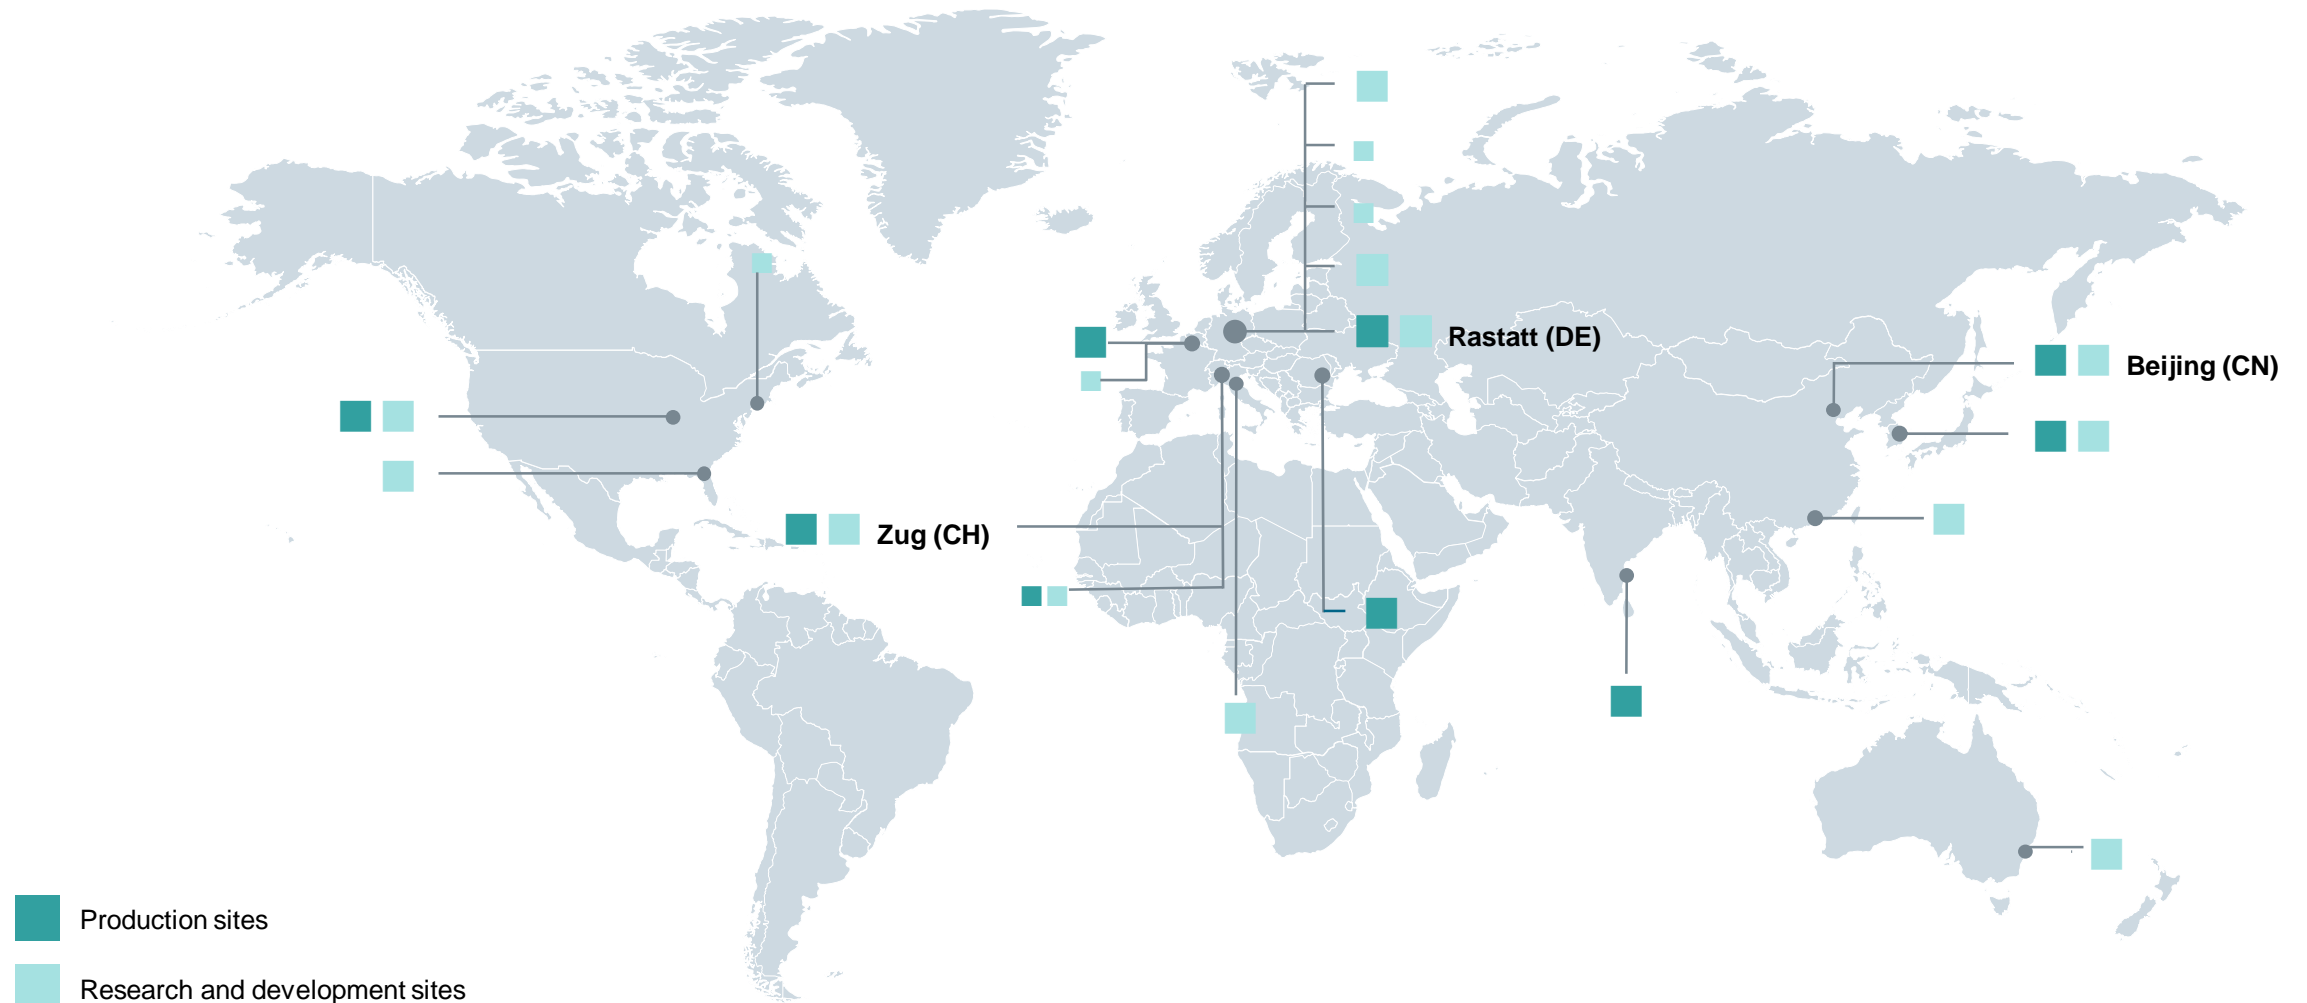 Rastatt (DE)
Beijing (CN)
Zug (CH)
Production sites
Research and development sites